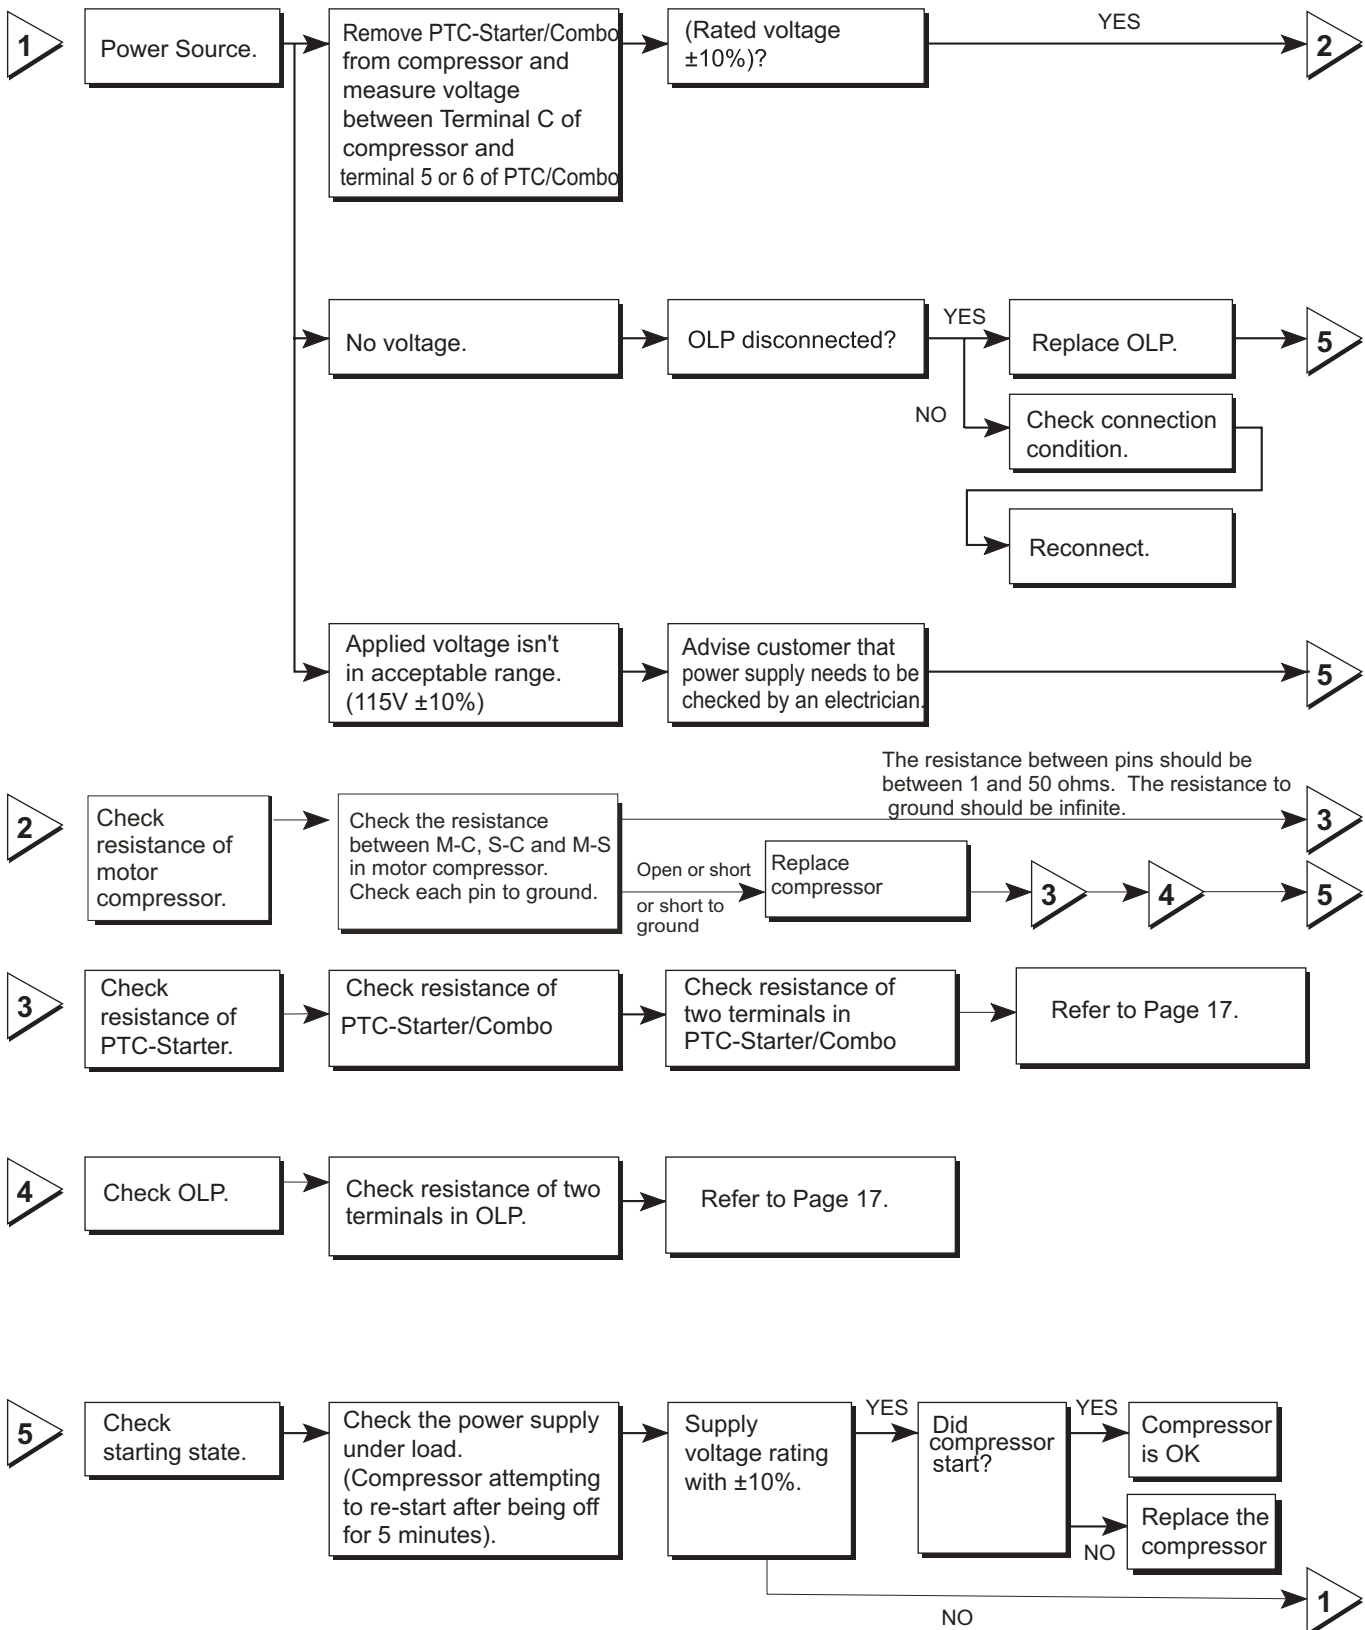 1
Power Source.
Remove PTC-Starter/Combo
from compressor and
measure voltage
between Terminal C of
compressor and
terminal 5 or 6 of PTC/Combo
(Rated voltage
±10%)?
YES
2
No voltage.
OLP disconnected?
YES
Replace OLP.
5
NO
Check connection
condition.
Reconnect.
Applied voltage isn't
in acceptable range.
(115V ±10%)
Advise customer that
power supply needs to be
checked by an electrician.
5
2
Check
resistance of
motor
compressor.
Check the resistance
between M-C, S-C and M-S
in motor compressor.
Check each pin to ground.
The resistance between pins should be
between 1 and 50 ohms. The resistance to
ground should be infinite.
3
Open or short
or short to
ground
Replace
compressor
3
4
5
3
Check
resistance of
PTC-Starter.
Check resistance of
PTC-Starter/Combo
Check resistance of
two terminals in
PTC-Starter/Combo
Refer to Page 17.
4
Check OLP.
Check resistance of two
terminals in OLP.
Refer to Page 17.
5
Check
starting state.
Check the power supply
under load.
(Compressor attempting
to re-start after being off
for 5 minutes).
Supply
voltage rating
with ±10%.
YES
Did
compressor
start?
YES
Compressor
is OK
NO
Replace the
compressor
NO
1